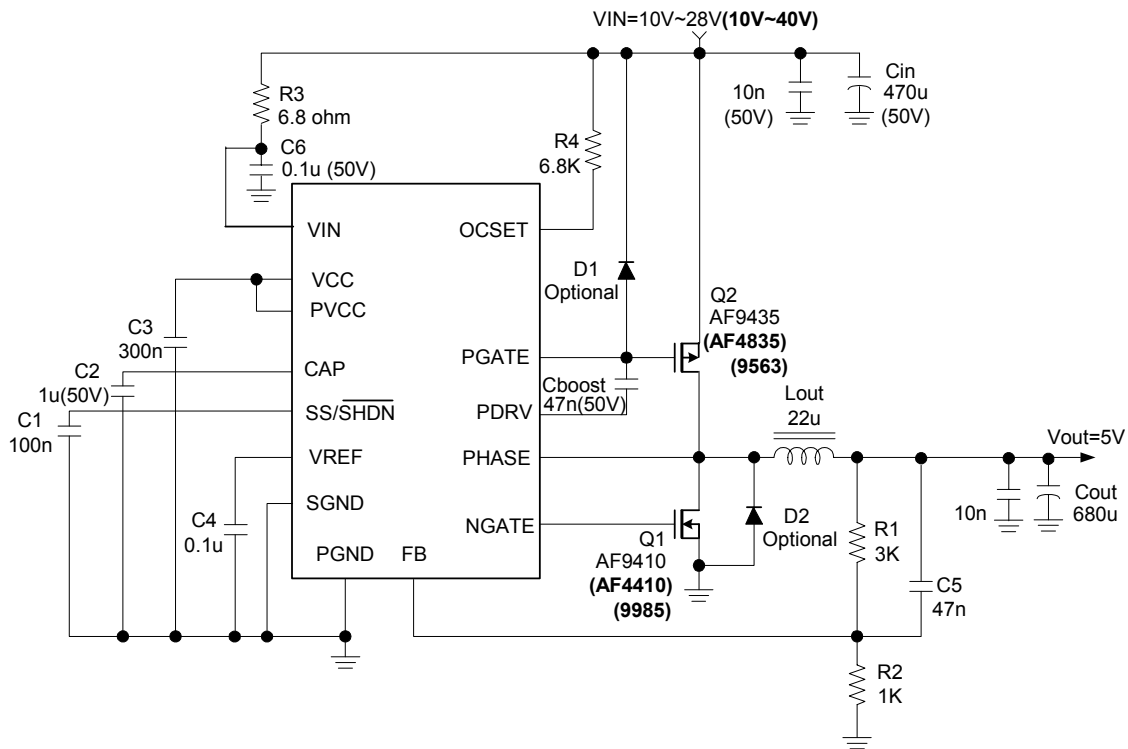 VIN=10V~28V(10V~40V)
R3
6.8 ohm
C6
0.1u (50V)
R4
6.8K
10n
(50V)
Cin
470u
(50V)
VIN
OCSET
VCC
PVCC
D1
Optional
Q2
AF9435
(AF4835)
(9563)
C3
300n
CAP
PGATE
Cboost
47n(50V)
C2
1u(50V)
SS/SHDN
PDRV
Lout
22u
C1
100n
VREF
PHASE
Vout=5V
SGND
C4
0.1u
NGATE
Q1
AF9410
(AF4410)
(9985)
D2
Optional
R1
3K
10n
Cout
680u
PGND
FB
C5
47n
R2
1K